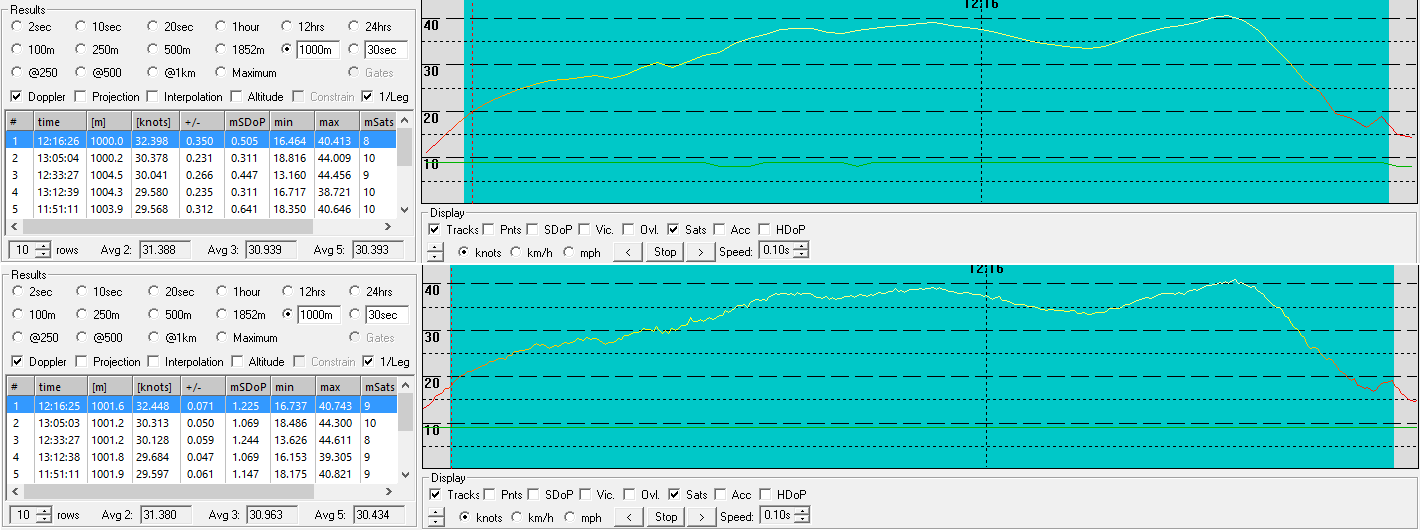 Results
2sec 10sec 20sec 1hour 12hrs 24hrs
100m 250m 500m 1852m 1000m 30sec
@250 @500 @1km Maximum Gates
Doppler Projection Interpolation Altitude Constrain 1/Leg
# time [m] [knots] +/- mSDoP min max mSats
1 12:16:26 1000.0 32.398 0.350 0.505 16.464 40.413 8
2 13:05:04 1000.2 30.378 0.231 0.311 18.816 44.009 10
3 12:33:27 1004.5 30.041 0.266 0.447 13.160 44.456 9
4 13:12:39 1004.3 29.580 0.235 0.311 16.717 38.721 10
5 11:51:11 1003.9 29.568 0.312 0.641 18.350 40.646 10
10 rows Avg 2: 31.388 Avg 3: 30.939 Avg 5: 30.393
12:16
40
30
20
10
Display
Tracks Pnts SDoP Vic. Ovl. Sats Acc HDoP
knots km/h mph < Stop > Speed: 0.10s
Results
2sec 10sec 20sec 1hour 12hrs 24hrs
100m 250m 500m 1852m 1000m 30sec
@250 @500 @1km Maximum Gates
Doppler Projection Interpolation Altitude Constrain 1/Leg
# time [m] [knots] +/- mSDoP min max mSats
1 12:16:25 1001.6 32.448 0.071 1.225 16.737 40.743 9
2 13:05:03 1001.2 30.313 0.050 1.069 18.486 44.300 10
3 12:33:27 1001.2 30.128 0.059 1.244 13.626 44.611 8
4 13:12:38 1001.8 29.684 0.047 1.069 16.153 39.305 9
5 11:51:11 1001.9 29.597 0.061 1.147 18.175 40.821 9
10 rows Avg 2: 31.380 Avg 3: 30.963 Avg 5: 30.434
12:16
40
30
20
10
Display
Tracks Pnts SDoP Vic. Ovl. Sats Acc HDoP
knots km/h mph < Stop > Speed: 0.10s